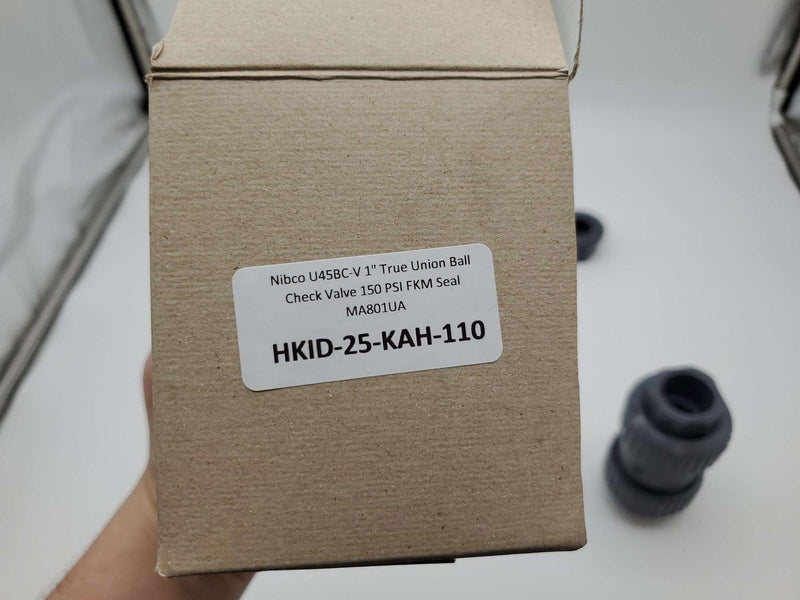 Nibco U45BC-V 1" True Union Ball
Check Valve 150 PSI FKM Seal
MA801UA
HKID-25-KAH-110